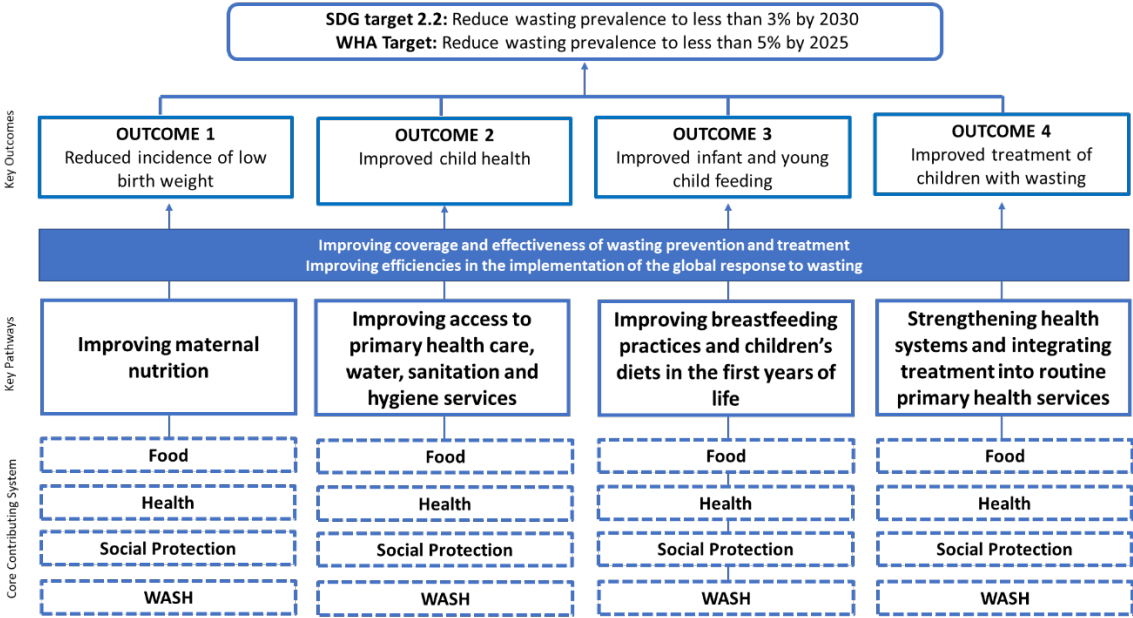 SDG target 2.2: Reduce wasting prevalence to less than 3% by 2030
WHA Target: Reduce wasting prevalence to less than 5% by 2025
Key Outcomes
OUTCOME 1
Reduced incidence of low
birth weight
OUTCOME 2
Improved child health
OUTCOME 3
Improved infant and young
child feeding
OUTCOME 4
Improved treatment of
children with wasting
Improving coverage and effectiveness of wasting prevention and treatment
Improving efficiencies in the implementation of the global response to wasting
Key Pathways
Improving maternal
nutrition
Improving access to
primary health care,
water, sanitation and
hygiene services
Improving breastfeeding
practices and children’s
diets in the first years of
life
Strengthening health
systems and integrating
treatment into routine
primary health services
Core Contributing System
Food
Food
Food
Food
Health
Health
Health
Health
Social Protection
Social Protection
Social Protection
Social Protection
WASH
WASH
WASH
WASH